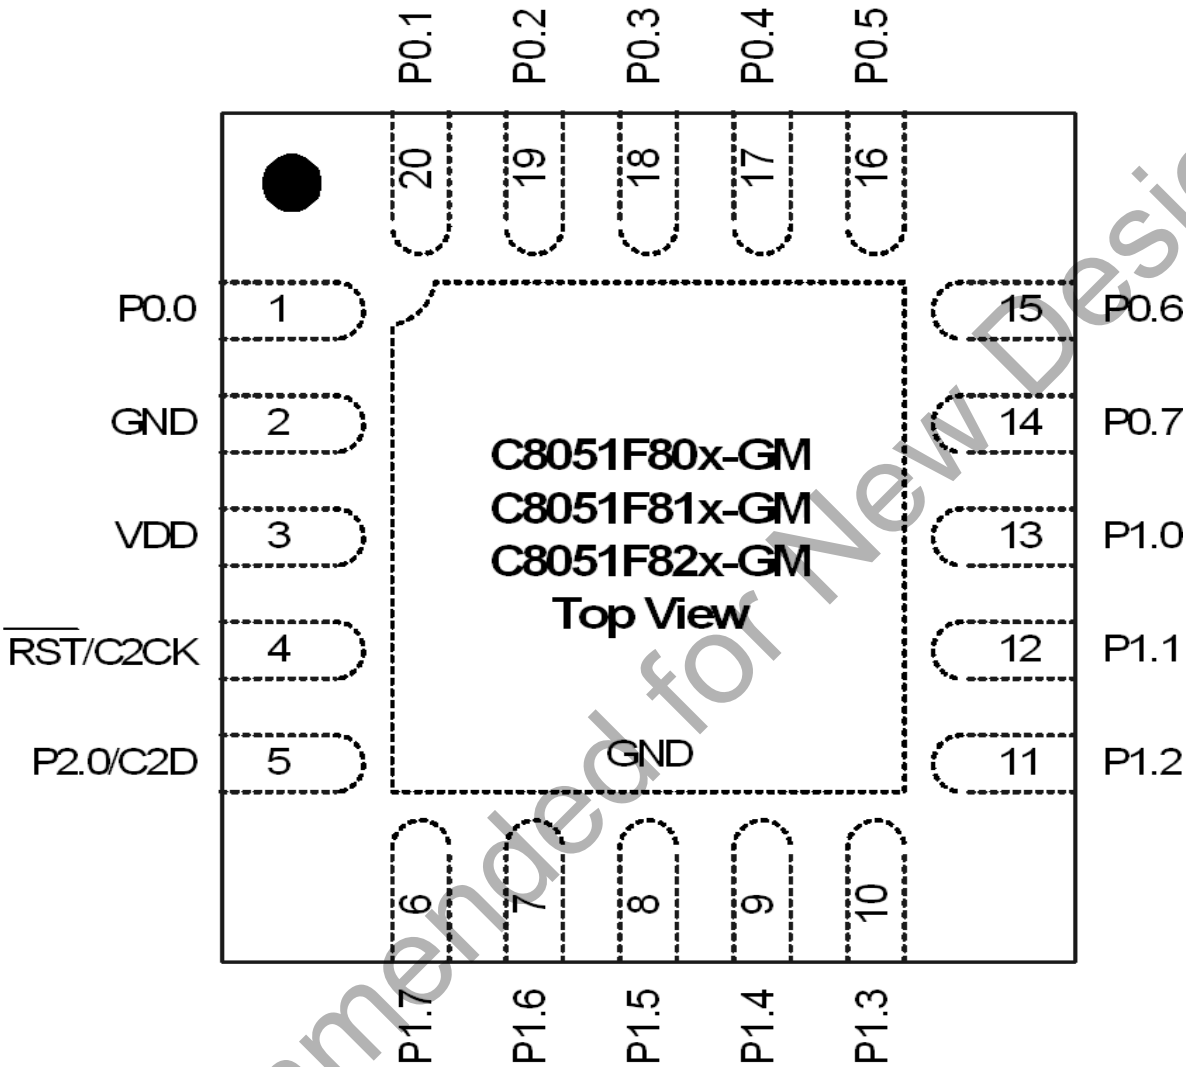 P0.1
P0.2
P0.3
P0.4
P0.5
20
19
18
17
16
P0.0
1
15
P0.6
GND
2
14
P0.7
C8051F80x-GM
C8051F81x-GM
C8051F82x-GM
Top View
VDD
3
13
P1.0
RST/C2CK
4
12
P1.1
P2.0/C2D
5
GND
11
P1.2
6
7
8
9
10
P1.7
P1.6
P1.5
P1.4
P1.3
for New